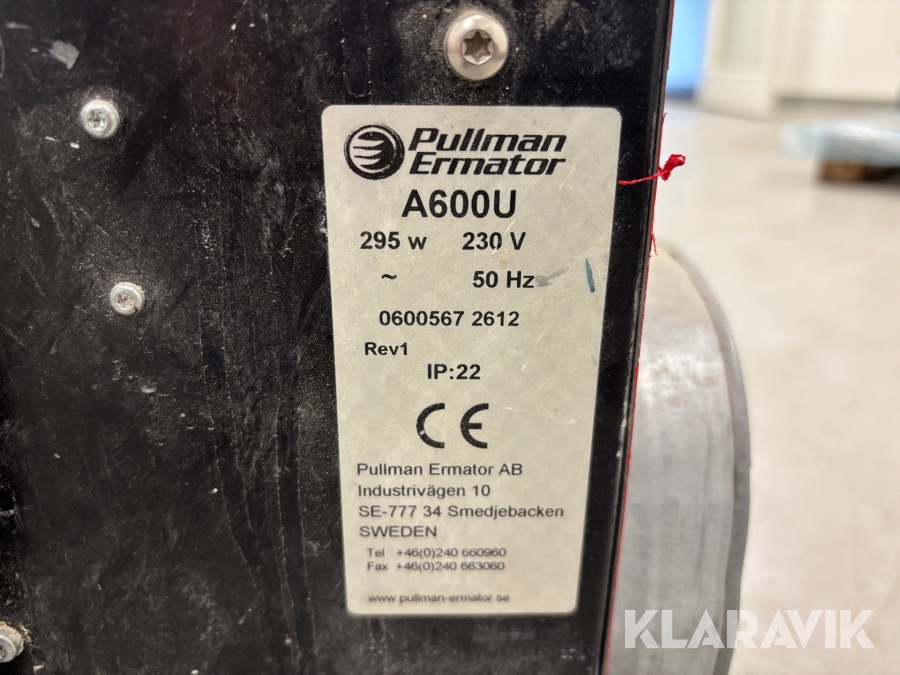 Pullman
Ermator
A600U
295 w 230 V
~ 50 Hz
0600567 2612
Rev1
IP:22
CE
Pullman Ermator AB
Industrivägen 10
SE-777 34 Smedjebacken
SWEDEN
Tel +46(0)240 660960
Fax +46(0)240 663060
www.pullman-ermator.se
KLARAVIK